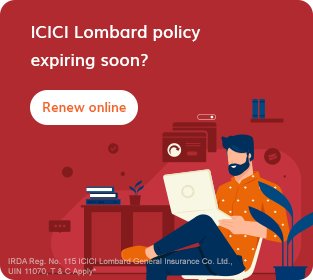 ICICI Lombard policy
expiring soon?
Renew online
IRDA Reg. No. 115 ICICI Lombard General Insurance Co. Ltd.,
UIN 11070, T & C Apply*